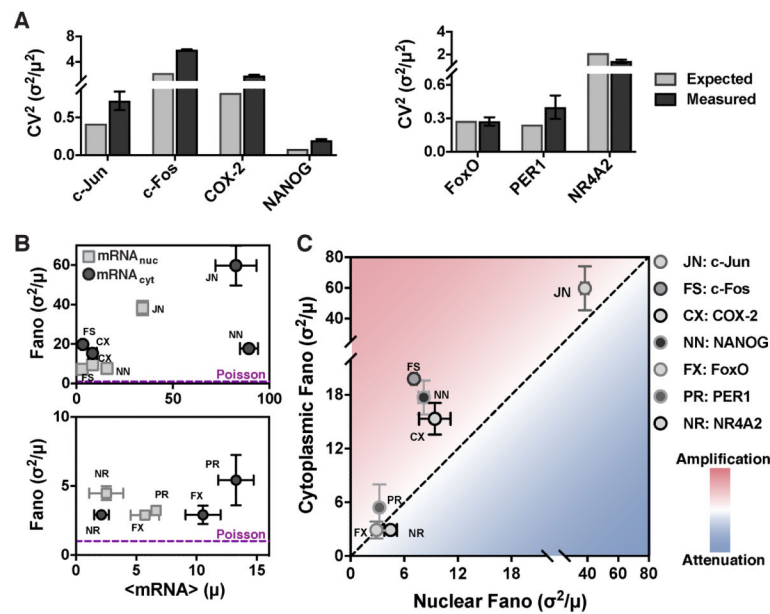 A
CV² (σ²/μ²)
8
4
0.5
0.0
c-Jun
c-Fos
COX-2
NANOG
CV² (σ²/μ²)
2
1
0.6
0.3
0.0
FoxO
PER1
NR4A2
Expected
Measured
B
Fano (σ²/μ)
60
40
20
0
mRNAnuc
mRNAcyt
JN
JN
FS
CX
CX
FS
NN
NN
Poisson
0
50
100
Fano (σ²/μ)
10
5
0
NR
NR
FX
PR
FX
PR
Poisson
0
5
10
15
<mRNA> (μ)
C
Cytoplasmic Fano (σ²/μ)
80
60
40
18
12
6
0
JN
FS
NN
CX
PR
FX
NR
0
6
12
18
40
60
80
Nuclear Fano (σ²/μ)
JN: c-Jun
FS: c-Fos
CX: COX-2
NN: NANOG
FX: FoxO
PR: PER1
NR: NR4A2
Amplification
Attenuation